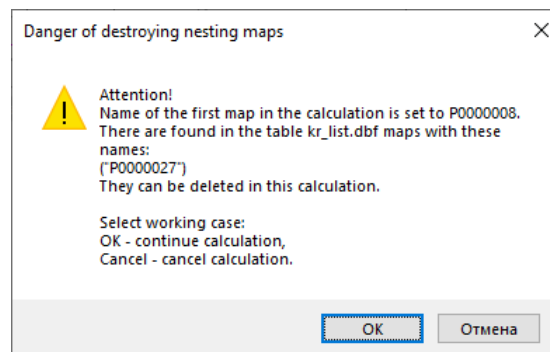 Danger of destroying nesting maps
Attention!
Name of the first map in the calculation is set to P0000008.
There are found in the table kr_list.dbf maps with these
names:
("P0000027")
They can be deleted in this calculation.
Select working case:
OK - continue calculation,
Cancel - cancel calculation.
OK
Отмена